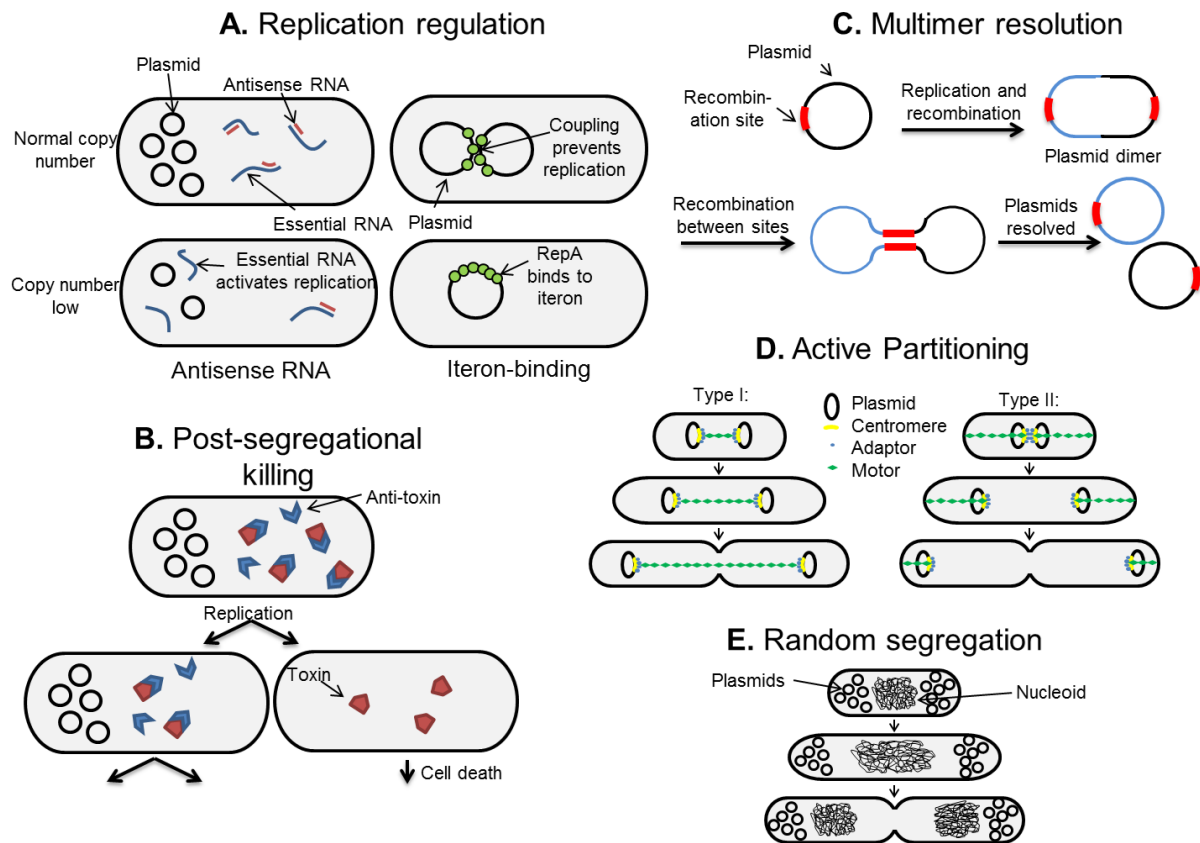 A. Replication regulation
Plasmid
Antisense RNA
Normal copy
number
Essential RNA
Coupling
prevents
replication
Plasmid
Copy number
low
Essential RNA
activates replication
RepA
binds to
iteron
Antisense RNA
Iteron-binding
B. Post-segregational
killing
Anti-toxin
Replication
Toxin
Cell death
C. Multimer resolution
Plasmid
Recombin-
ation site
Replication and
recombination
Plasmid dimer
Recombination
between sites
Plasmids
resolved
D. Active Partitioning
Type I:
Plasmid
Centromere
Adaptor
Motor
Type II:
E. Random segregation
Plasmids
Nucleoid